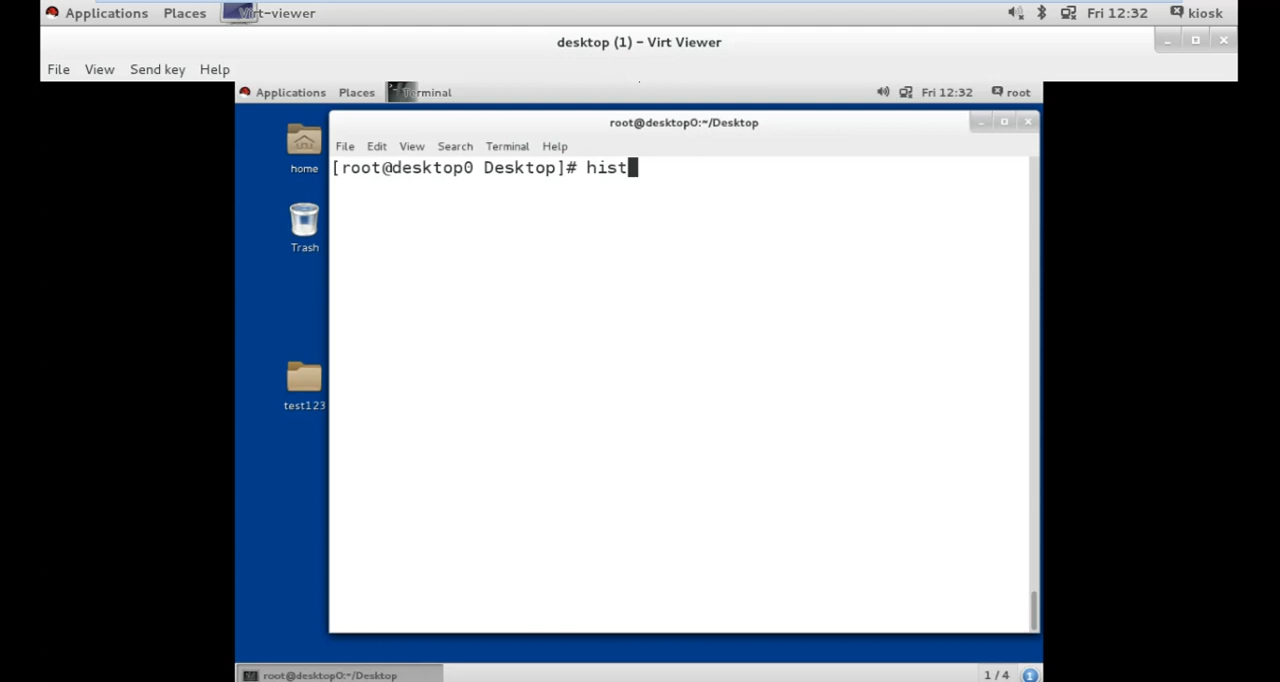 Applications Places Virt-viewer Fri 12:32 kiosk
desktop (1) – Virt Viewer
File View Send key Help
Applications Places Terminal Fri 12:32 root
root@desktop0:~/Desktop
File Edit View Search Terminal Help
[root@desktop0 Desktop]# hist
home
Trash
test123
root@desktop0:~/Desktop 1 / 4 1